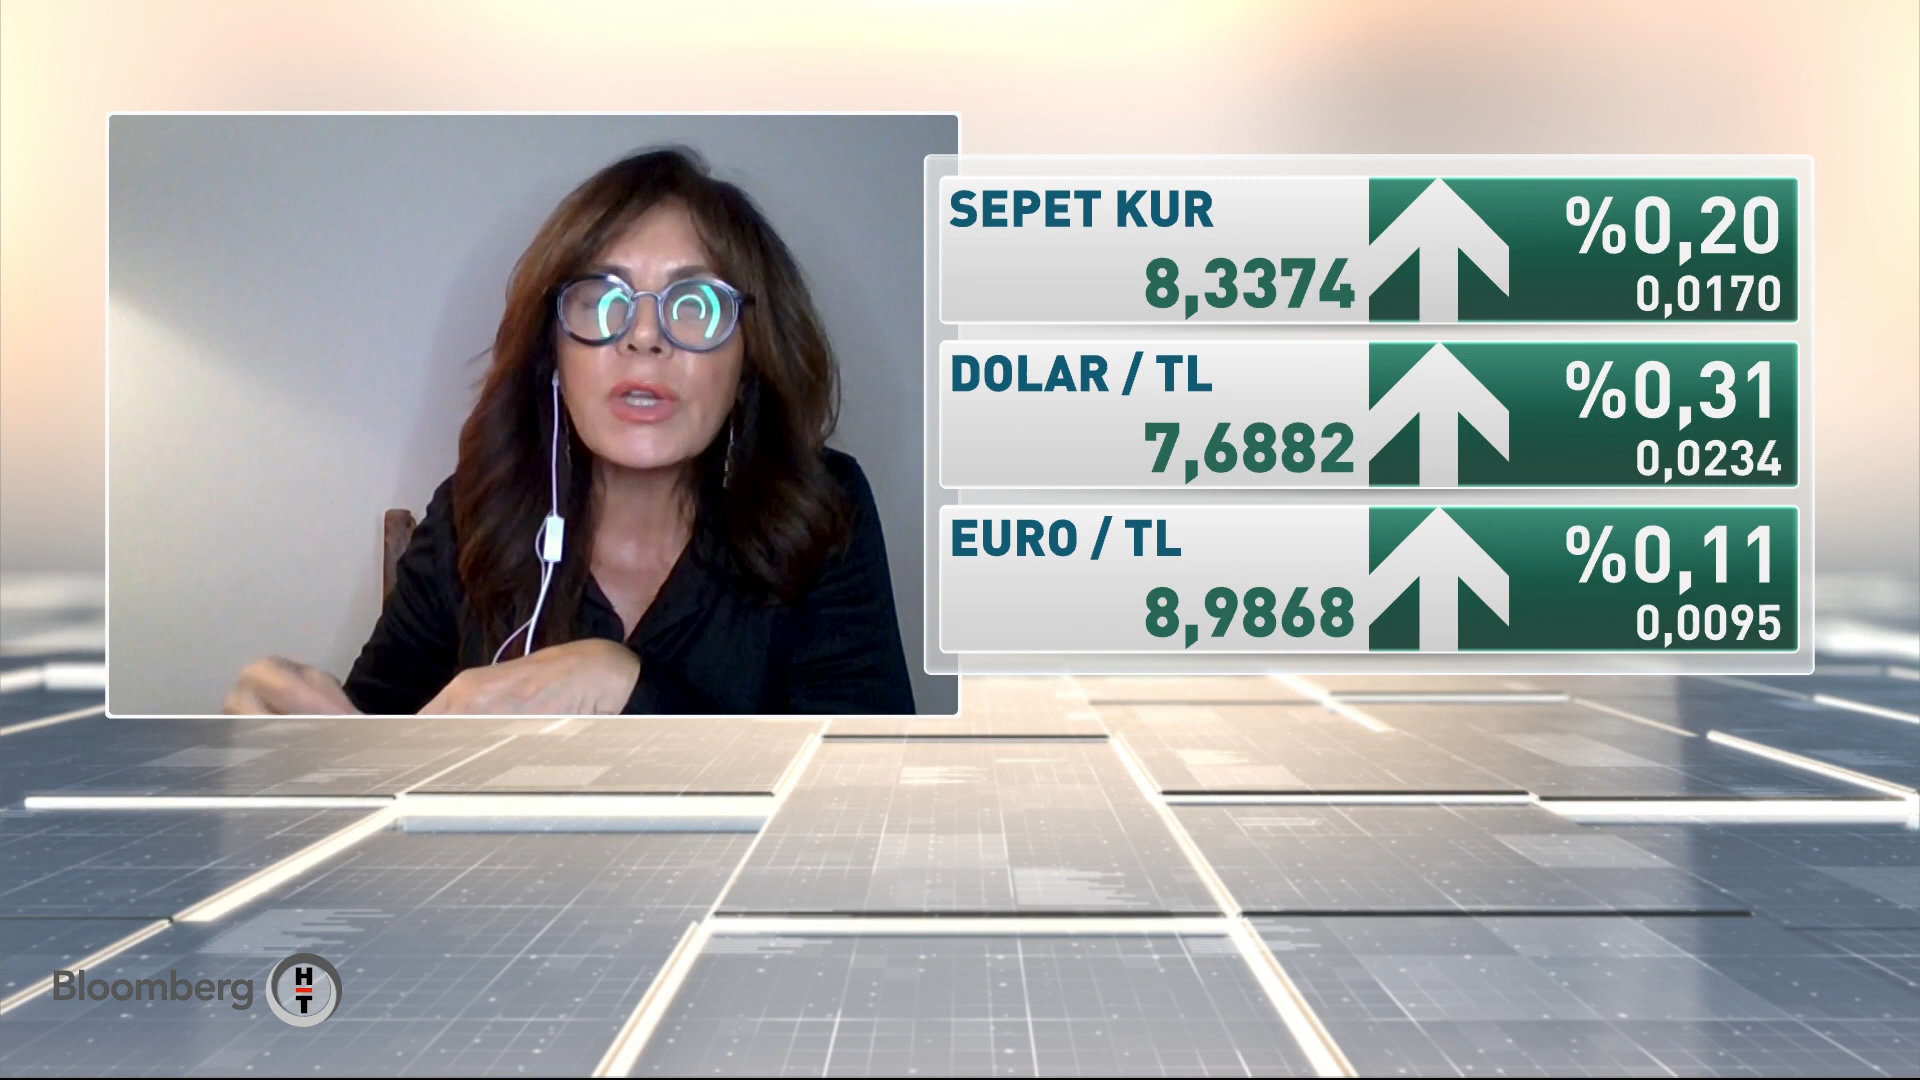 SEPET KUR
8,3374
%0,20
0,0170
DOLAR / TL
7,6882
%0,31
0,0234
EURO / TL
8,9868
%0,11
0,0095
Bloomberg HT